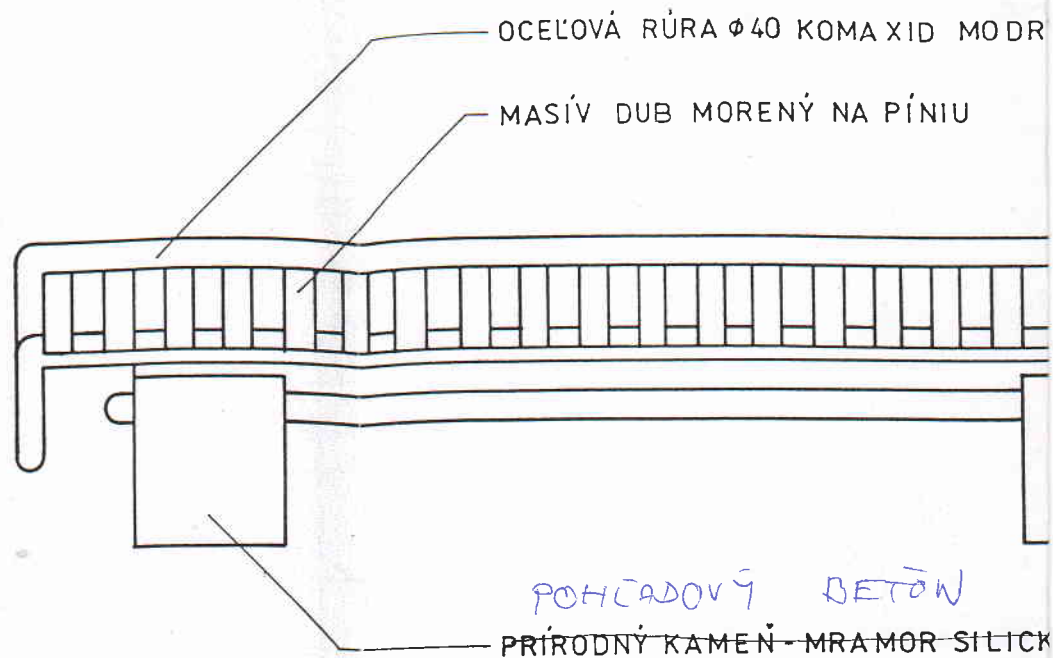 OCEĽOVÁ RÚRA Φ40 KOMAXID MODR
MASÍV DUB MORENÝ NA PÍNIU
POHĽADOVÝ BETÓN
PRÍRODNÝ KAMEŇ - MRAMOR SILICK